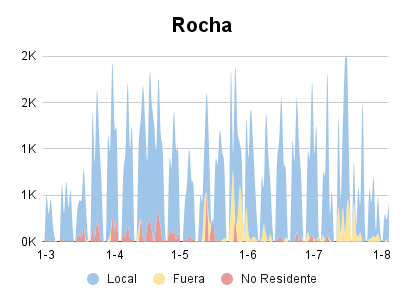 Rocha
2K
2K
1K
1K
0K
1-3 1-4 1-5 1-6 1-7 1-8
Local Fuera No Residente